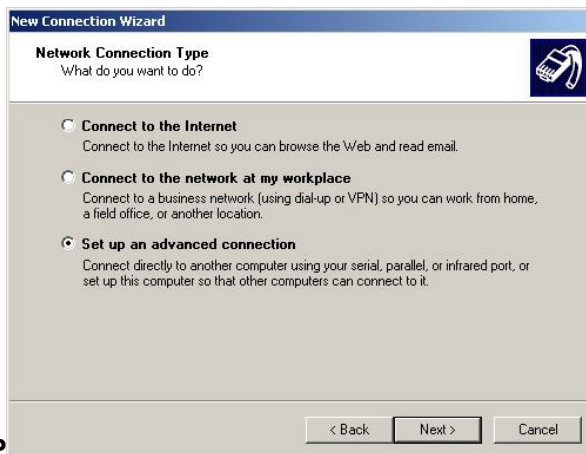 New Connection Wizard
Network Connection Type
What do you want to do?
Connect to the Internet
Connect to the Internet so you can browse the Web and read email.
Connect to the network at my workplace
Connect to a business network (using dial-up or VPN) so you can work from home,
a field office, or another location.
Set up an advanced connection
Connect directly to another computer using your serial, parallel, or infrared port, or
set up this computer so that other computers can connect to it.
< Back
Next >
Cancel